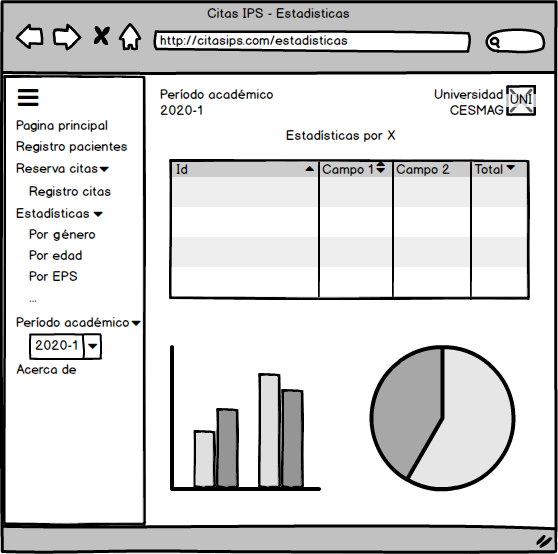 Citas IPS - Estadisticas
http://citasips.com/estadisticas
Pagina principal
Registro pacientes
Reserva citas
Registro citas
Estadísticas
Por género
Por edad
Por EPS
...
Período académico
2020-1
Acerca de
Período académico
2020-1
Universidad
CESMAG
UNI
Estadísticas por X
Id Campo 1 Campo 2 Total